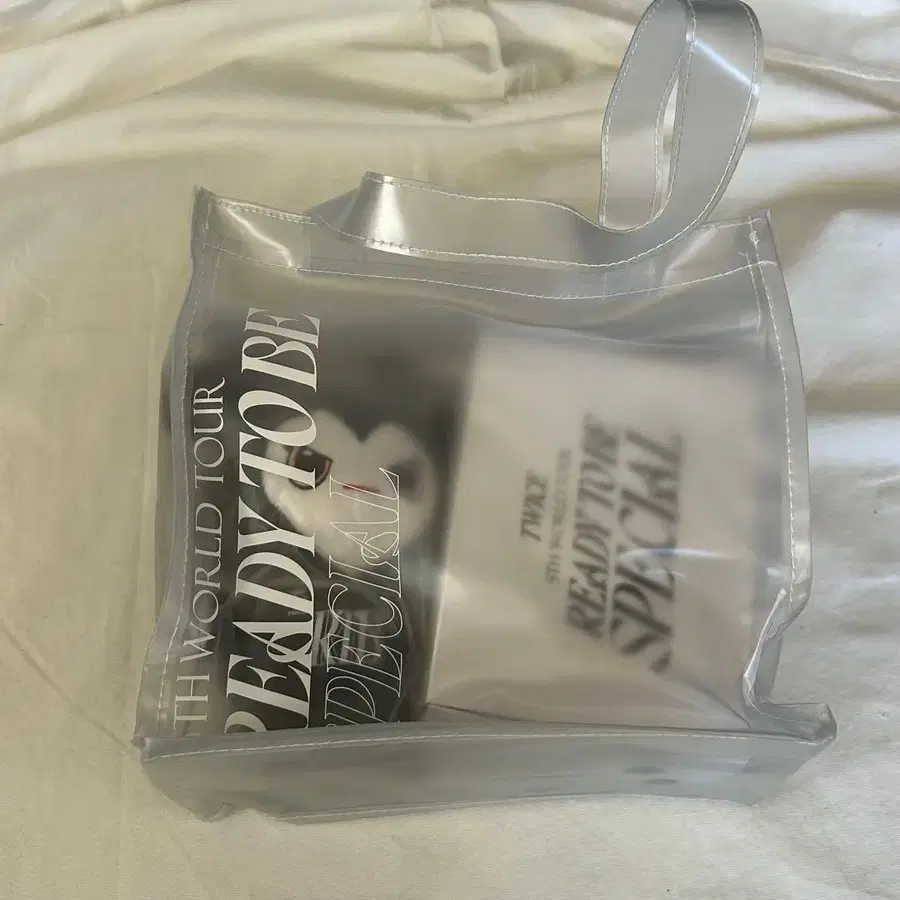 TH WORLD TOUR
READY TO BE
SPECIAL
TWICE
5TH WORLD TOUR
READY TO BE
SPECIAL